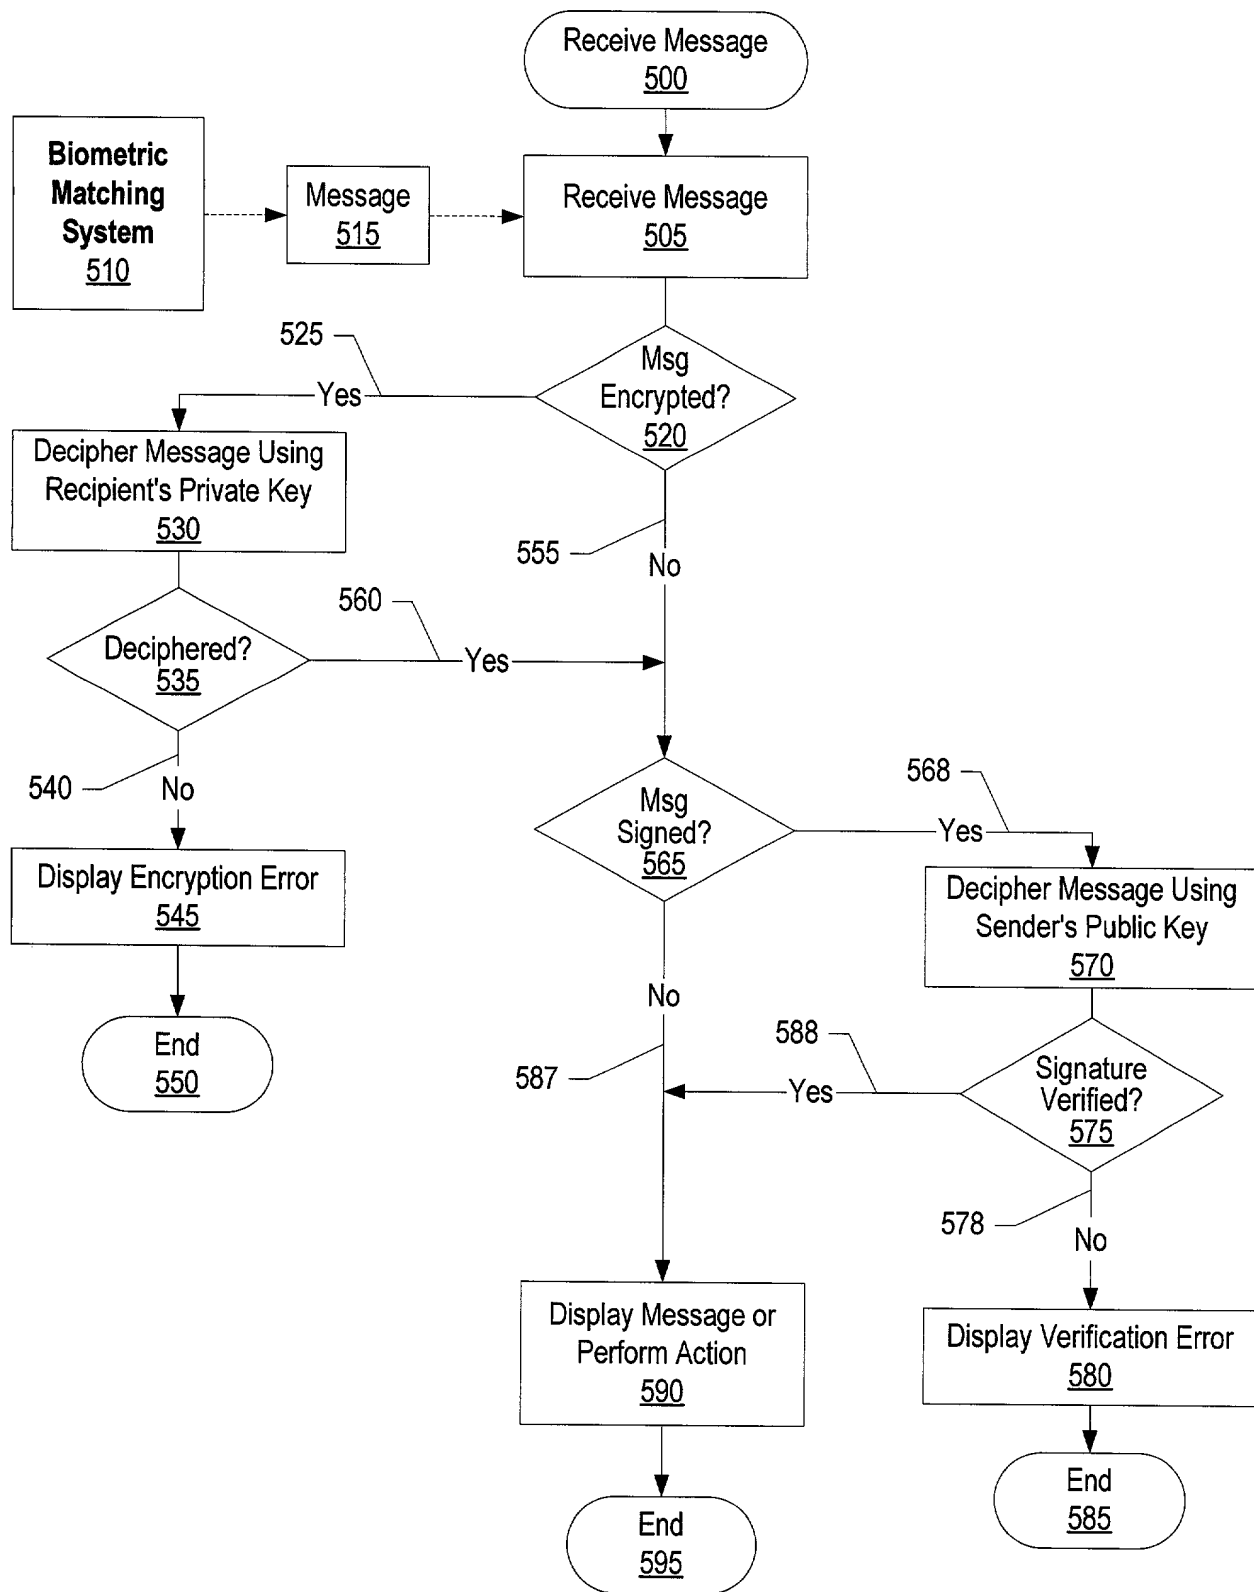 Receive Message
500
Biometric
Matching
System
510
Message
515
Receive Message
505
525
Msg
Encrypted?
520
Yes
Decipher Message Using
Recipient's Private Key
530
555
No
560
Deciphered?
535
Yes
540
No
568
Msg
Signed?
565
Yes
Display Encryption Error
545
Decipher Message Using
Sender's Public Key
570
No
End
550
587
588
Signature
Verified?
575
Yes
578
No
Display Message or
Perform Action
590
Display Verification Error
580
End
585
End
595